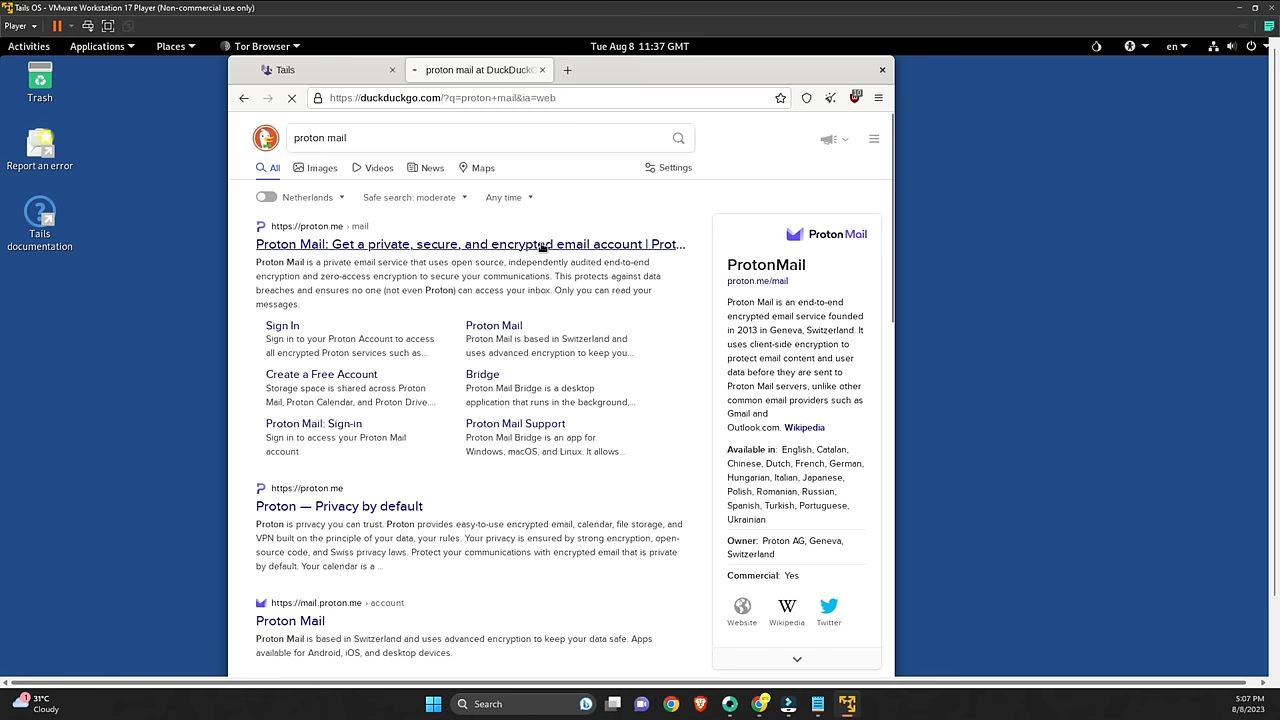 Tails OS - VMware Workstation 17 Player (Non-commercial use only)
Player
Activities Applications Places Tor Browser Tue Aug 8 11:37 GMT en
Trash
Report an error
Tails
documentation
Tails proton mail at DuckDuckG
https://duckduckgo.com/?q=proton+mail&ia=web
proton mail
All Images Videos News Maps Settings
Netherlands Safe search: moderate Any time
https://proton.me › mail
Proton Mail: Get a private, secure, and encrypted email account | Prot...
Proton Mail is a private email service that uses open source, independently audited end-to-end
encryption and zero-access encryption to secure your communications. This protects against data
breaches and ensures no one (not even Proton) can access your inbox. Only you can read your
messages.
Sign In
Sign in to your Proton Account to access
all encrypted Proton services such as...
Proton Mail
Proton Mail is based in Switzerland and
uses advanced encryption to keep you...
Create a Free Account
Storage space is shared across Proton
Mail, Proton Calendar, and Proton Drive....
Bridge
Proton Mail Bridge is a desktop
application that runs in the background,...
Proton Mail: Sign-in
Sign in to access your Proton Mail
account
Proton Mail Support
Proton Mail Bridge is an app for
Windows, macOS, and Linux. It allows...
https://proton.me
Proton — Privacy by default
Proton is privacy you can trust. Proton provides easy-to-use encrypted email, calendar, file storage, and
VPN built on the principle of your data, your rules. Your privacy is ensured by strong encryption, open-
source code, and Swiss privacy laws. Protect your communications with encrypted email that is private
by default. Your calendar is a ...
https://mail.proton.me › account
Proton Mail
Proton Mail is based in Switzerland and uses advanced encryption to keep your data safe. Apps
available for Android, iOS, and desktop devices.
Proton Mail
ProtonMail
proton.me/mail
Proton Mail is an end-to-end
encrypted email service founded
in 2013 in Geneva, Switzerland. It
uses client-side encryption to
protect email content and user
data before they are sent to
Proton Mail servers, unlike other
common email providers such as
Gmail and
Outlook.com. Wikipedia
Available in: English, Catalan,
Chinese, Dutch, French, German,
Hungarian, Italian, Japanese,
Polish, Romanian, Russian,
Spanish, Turkish, Portuguese,
Ukrainian
Owner: Proton AG, Geneva,
Switzerland
Commercial: Yes
Website Wikipedia Twitter
1
31°C
Cloudy
Search
5:07 PM
8/8/2023